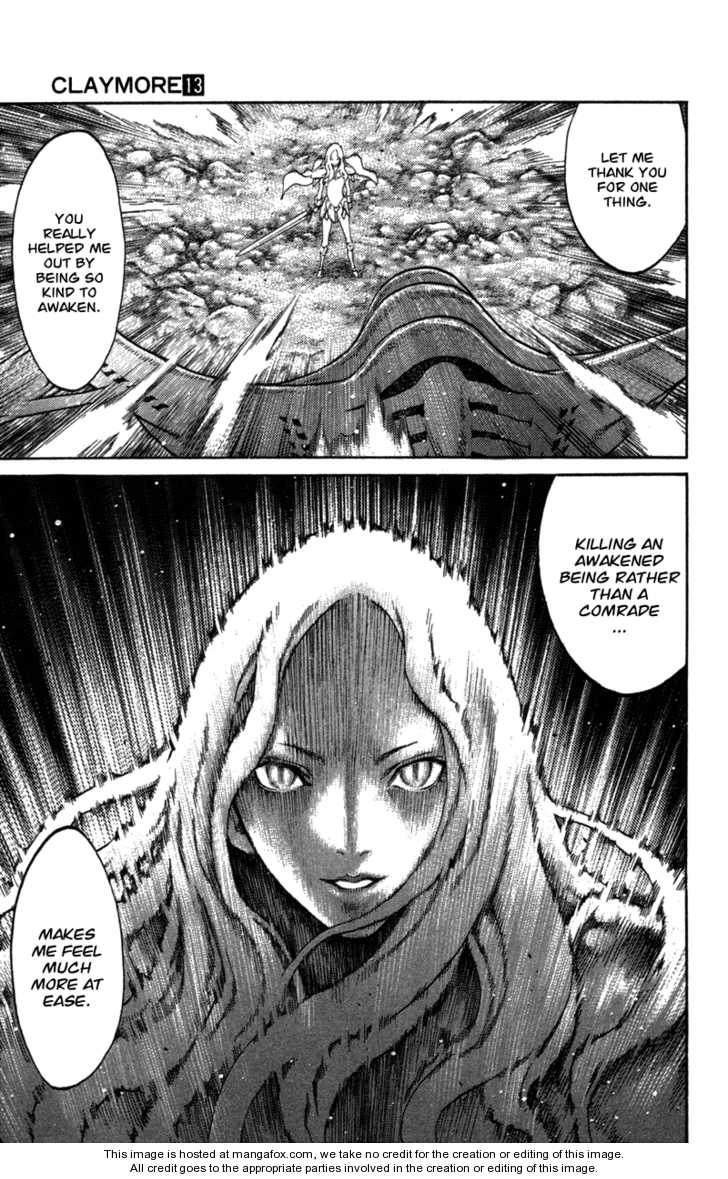 CLAYMORE 13
LET ME
THANK YOU
FOR ONE
THING.
YOU
REALLY
HELPED ME
OUT BY
BEING SO
KIND TO
AWAKEN.
KILLING AN
AWAKENED
BEING RATHER
THAN A
COMRADE
...
MAKES
ME FEEL
MUCH
MORE AT
EASE.
This image is hosted at mangafox.com, we take no credit for the creation or editing of this image.
All credit goes to the appropriate parties involved in the creation or editing of this image.